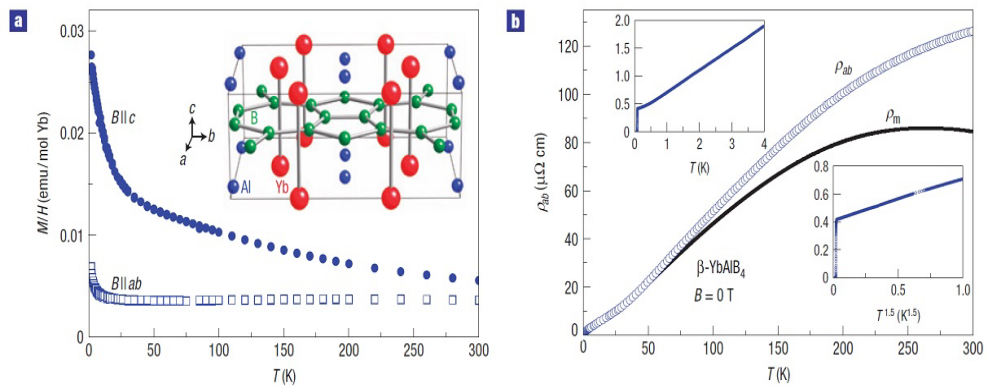 a
0.03
0.02
0.01
0
M/H (emu/mol Yb)
B||c
B||ab
c
b
a
B
Al
Yb
0 50 100 150 200 250 300
T (K)
b
120
100
80
60
40
20
0
ρab (μΩ cm)
2.0
1.5
1.0
0.5
0
0 1 2 3 4
T (K)
ρab
ρm
0.8
0.6
0.4
0.2
0
0 0.5 1.0
T^1.5 (K^1.5)
β-YbAlB4
B = 0 T
0 50 100 150 200 250 300
T (K)